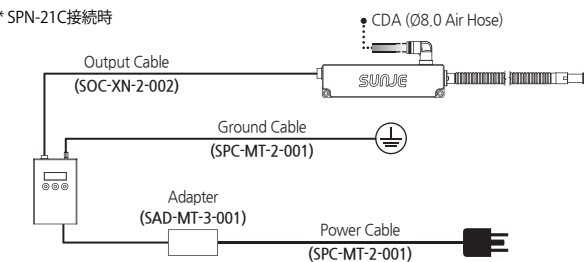 * SPN-21C接続時
CDA (Ø8.0 Air Hose)
Output Cable
(SOC-XN-2-002)
SUNJE
Ground Cable
(SPC-MT-2-001)
Adapter
(SAD-MT-3-001)
Power Cable
(SPC-MT-2-001)